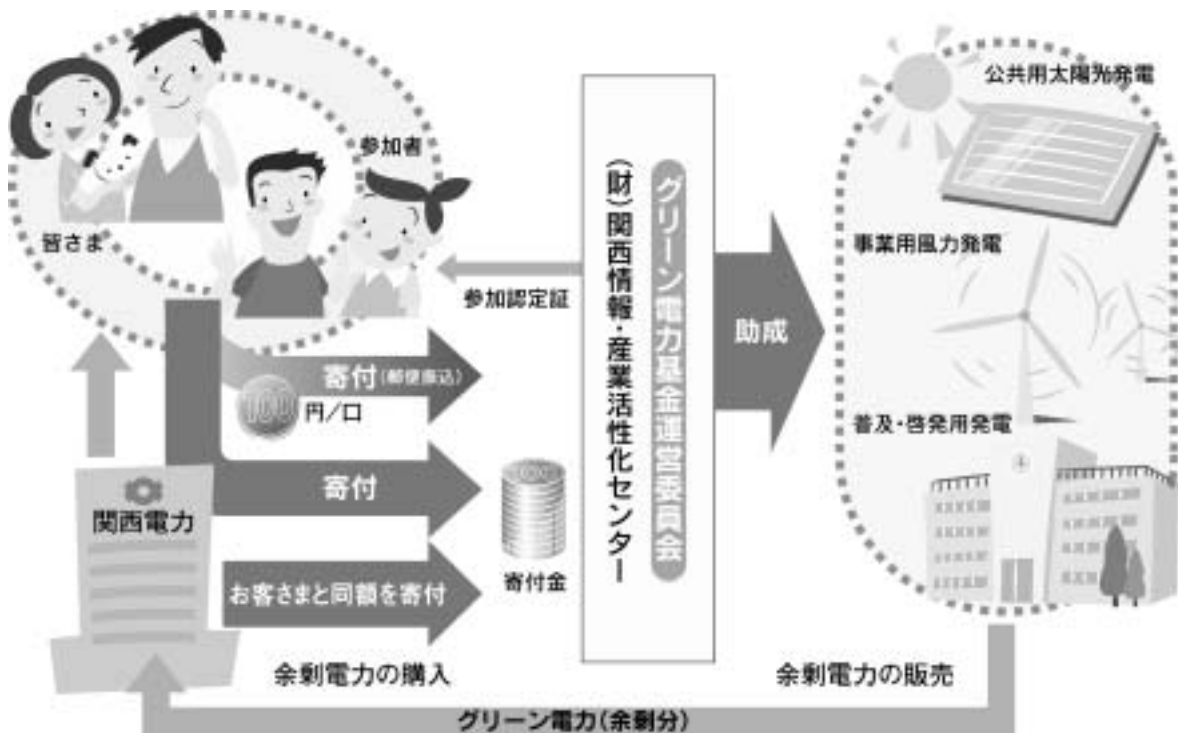 公共用太陽光発電
参加者
皆さま
事業用風力発電
参加認定証
グリーン電力基金運営委員会
(財)関西情報・産業活性化センター
助成
寄付(郵便振込)
100
円/口
普及・啓発用発電
寄付
100
関西電力
寄付金
お客さまと同額を寄付
余剰電力の購入
余剰電力の販売
グリーン電力(余剰分)